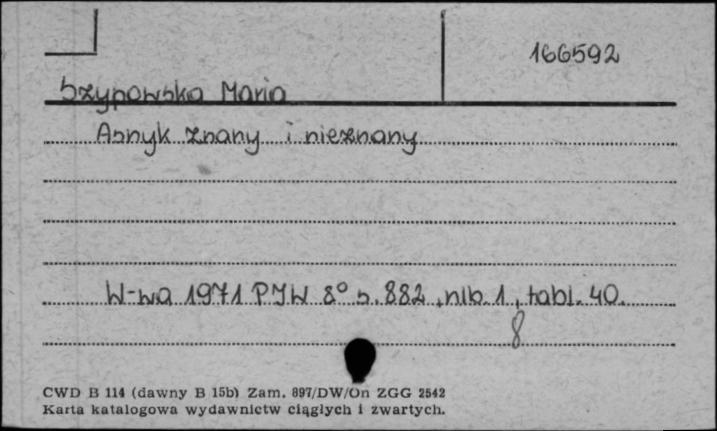 166592
Szypowska Maria
Asnyk znany i nieznany
W-wa 1971 PIW 8° s. 882, nlb. 1, tabl. 40.
8
CWD B 114 (dawny B 15b) Zam. 897/DW/On ZGG 2542
Karta katalogowa wydawnictw ciągłych i zwartych.